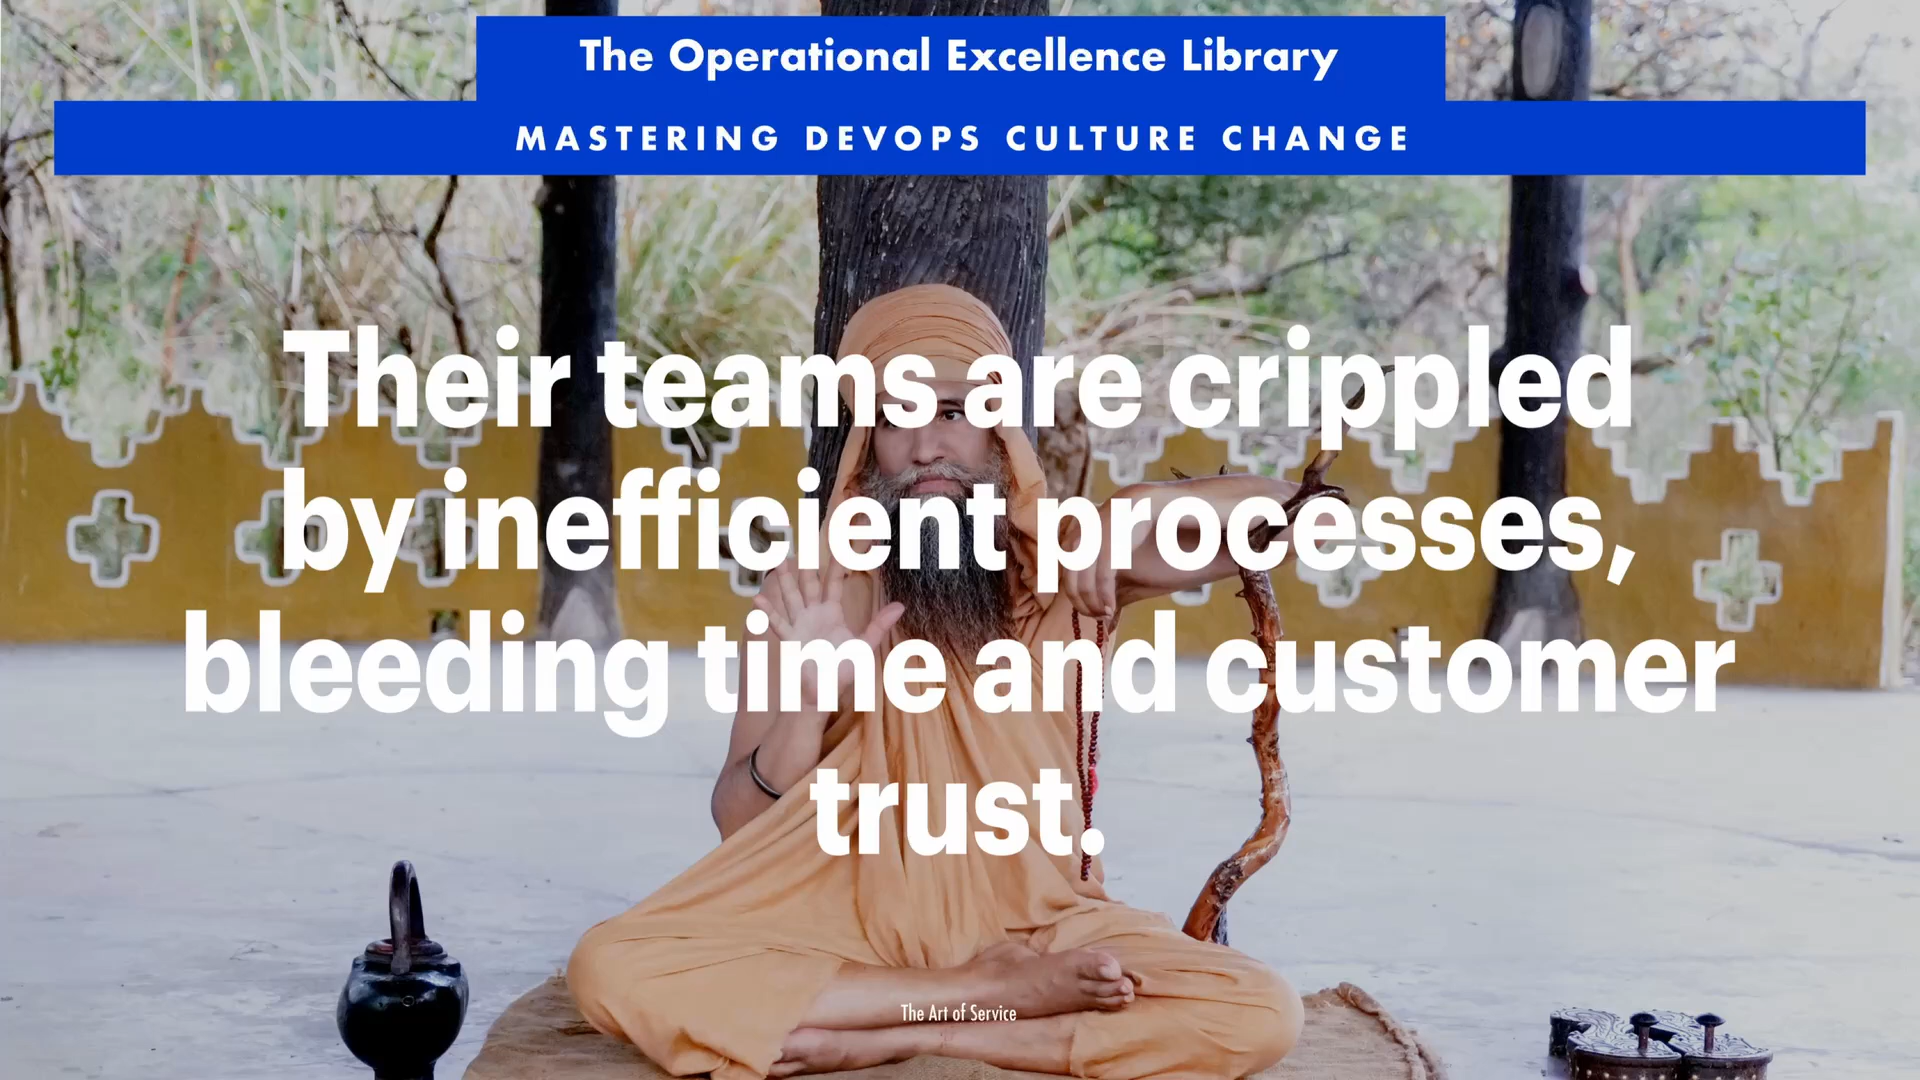 The Operational Excellence Library
MASTERING DEVOPS CULTURE CHANGE
Their teams are crippled
by inefficient processes,
bleeding time and customer
trust.
The Art of Service